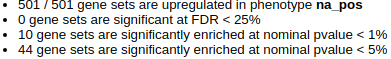 • 501 / 501 gene sets are upregulated in phenotype na_pos
• 0 gene sets are significant at FDR < 25%
• 10 gene sets are significantly enriched at nominal pvalue < 1%
• 44 gene sets are significantly enriched at nominal pvalue < 5%